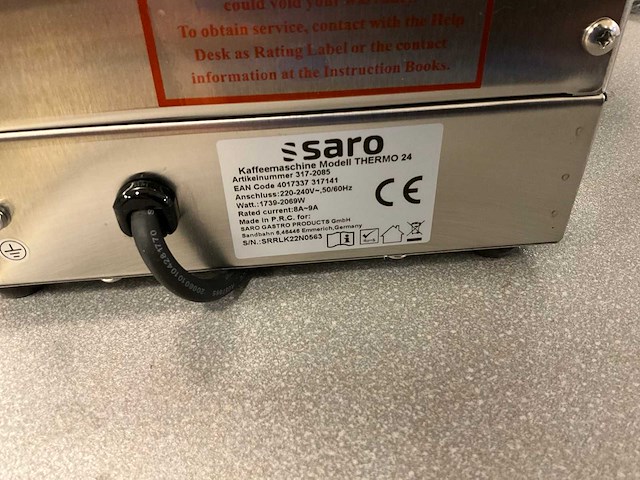 could void your
To obtain service, contact with the Help
Desk as Rating Label or the contact
information at the Instruction Books.
saro
Kaffeemaschine Modell THERMO 24
Artikelnummer 317-2085
EAN Code 4017337 317141
Anschluss:220-240V~,50/60Hz
Watt.:1739-2069W
Rated current:8A~9A
Made in P.R.C. for:
SARO GASTRO PRODUCTS GmbH
Sandbahn 6,46446 Emmerich,Germany
S/N.:SRRLK22N0563
CE